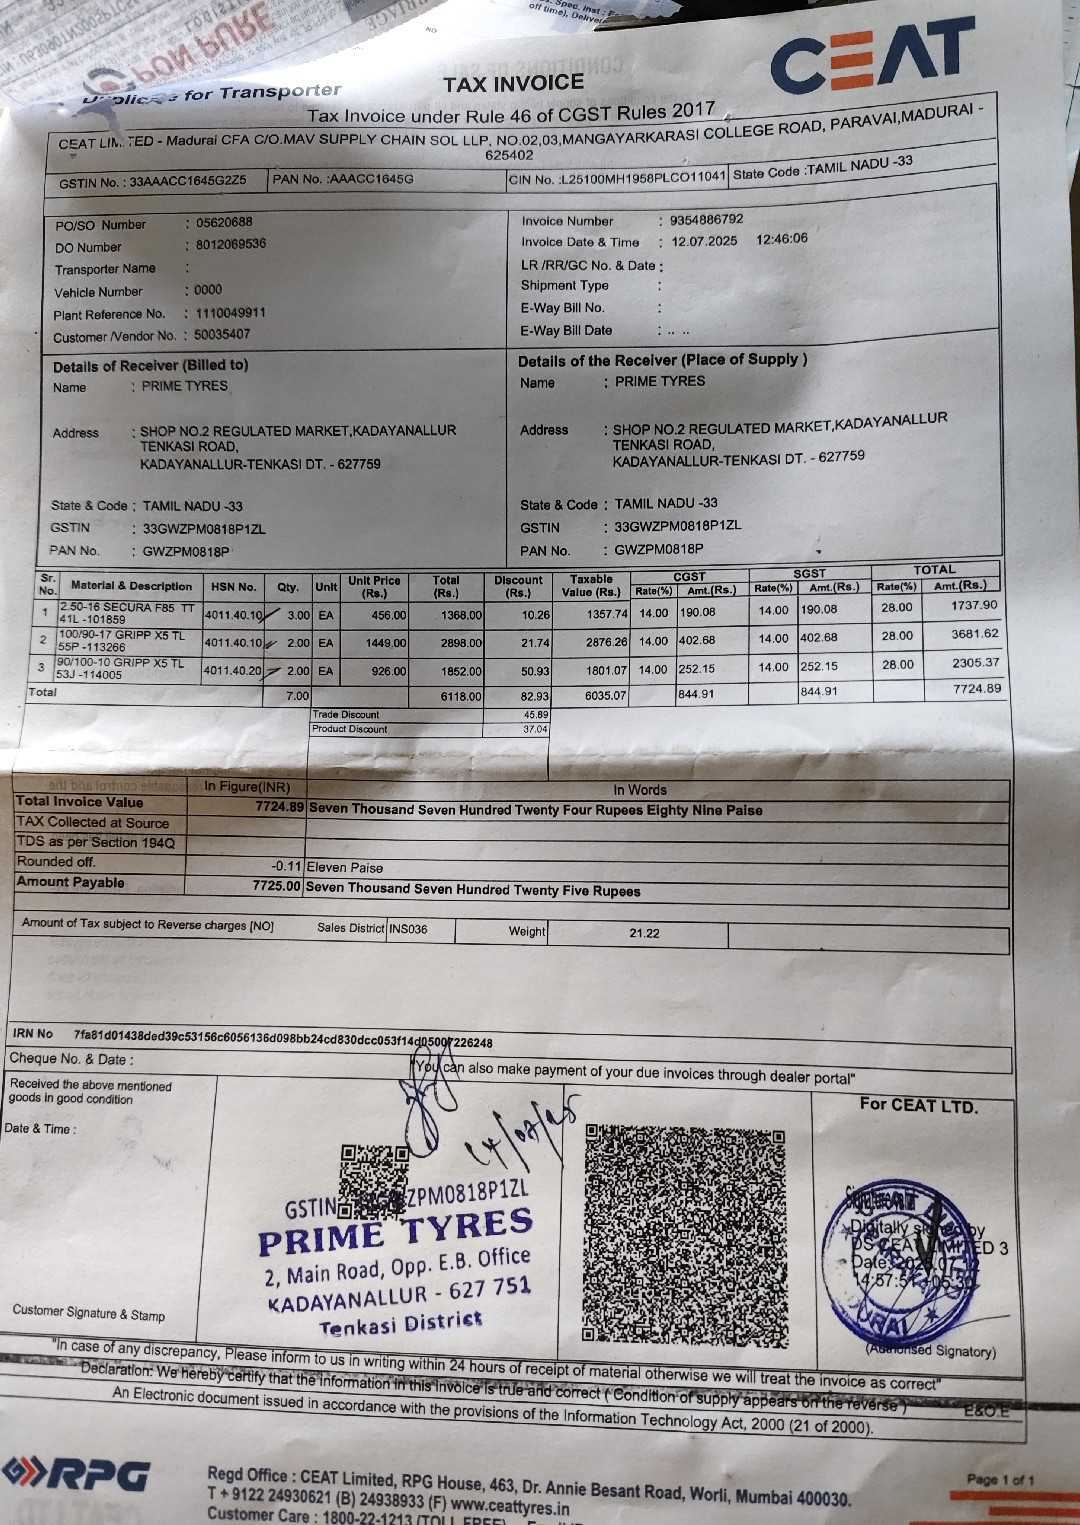 PON PURE
off time), Deliver
CEAT
TAX INVOICE
for Transporter
Tax Invoice under Rule 46 of CGST Rules 2017
CEAT LIMITED - Madurai CFA C/O.MAV SUPPLY CHAIN SOL LLP, NO.02,03,MANGAYARKARASI COLLEGE ROAD, PARAVAI,MADURAI -
625402
GSTIN No. : 33AAACC1645G2Z5 PAN No. :AAACC1645G CIN No. :L25100MH1958PLCO11041 State Code :TAMIL NADU -33
PO/SO Number : 05620688 Invoice Number : 9354886792
DO Number : 8012069536 Invoice Date & Time : 12.07.2025 12:46:06
Transporter Name : LR /RR/GC No. & Date :
Vehicle Number : 0000 Shipment Type :
Plant Reference No. : 1110049911 E-Way Bill No. :
Customer /Vendor No. : 50035407 E-Way Bill Date : .. ..
Details of Receiver (Billed to) Details of the Receiver (Place of Supply )
Name : PRIME TYRES Name : PRIME TYRES
Address : SHOP NO.2 REGULATED MARKET,KADAYANALLUR Address : SHOP NO.2 REGULATED MARKET,KADAYANALLUR
TENKASI ROAD, TENKASI ROAD,
KADAYANALLUR-TENKASI DT. - 627759 KADAYANALLUR-TENKASI DT. - 627759
State & Code : TAMIL NADU -33 State & Code : TAMIL NADU -33
GSTIN : 33GWZPM0818P1ZL GSTIN : 33GWZPM0818P1ZL
PAN No. : GWZPM0818P PAN No. : GWZPM0818P
Sr. No. Material & Description HSN No. Qty. Unit Unit Price (Rs.) Total (Rs.) Discount (Rs.) Taxable Value (Rs.) CGST SGST TOTAL
Rate(%) Amt.(Rs.) Rate(%) Amt.(Rs.) Rate(%) Amt.(Rs.)
1 2.50-16 SECURA F85 TT 4011.40.10 3.00 EA 456.00 1368.00 10.26 1357.74 14.00 190.08 14.00 190.08 28.00 1737.90
41L -101859
2 100/90-17 GRIPP X5 TL 4011.40.10 2.00 EA 1449.00 2898.00 21.74 2876.26 14.00 402.68 14.00 402.68 28.00 3681.62
55P -113266
3 90/100-10 GRIPP X5 TL 4011.40.20 2.00 EA 926.00 1852.00 50.93 1801.07 14.00 252.15 14.00 252.15 28.00 2305.37
53J -114005
Total 7.00 6118.00 82.93 6035.07 844.91 844.91 7724.89
Trade Discount 45.89
Product Discount 37.04
In Figure(INR) In Words
Total Invoice Value 7724.89 Seven Thousand Seven Hundred Twenty Four Rupees Eighty Nine Paise
TAX Collected at Source
TDS as per Section 194Q
Rounded off. -0.11 Eleven Paise
Amount Payable 7725.00 Seven Thousand Seven Hundred Twenty Five Rupees
Amount of Tax subject to Reverse charges [NO] Sales District INS036 Weight 21.22
IRN No 7fa81d01438ded39c53156c6056136d098bb24cd830dcc053f14d05007226248
Cheque No. & Date :
"You can also make payment of your due invoices through dealer portal"
Received the above mentioned
goods in good condition
Date & Time :
For CEAT LTD.
GSTIN ZPM0818P1ZL
PRIME TYRES
2, Main Road, Opp. E.B. Office
KADAYANALLUR - 627 751
Tenkasi District
Digitally signed by
DS CEAT LIMITED 3
Customer Signature & Stamp
(Authorised Signatory)
"In case of any discrepancy, Please inform to us in writing within 24 hours of receipt of material otherwise we will treat the invoice as correct"
Declaration: We hereby certify that the information in this invoice is true and correct ( Condition of supply appears on the reverse )
E&O.E
An Electronic document issued in accordance with the provisions of the Information Technology Act, 2000 (21 of 2000).
RPG
Regd Office : CEAT Limited, RPG House, 463, Dr. Annie Besant Road, Worli, Mumbai 400030.
Page 1 of 1
T + 9122 24930621 (B) 24938933 (F) www.ceattyres.in
Customer Care : 1800-22-1213 (TOLL FREE)